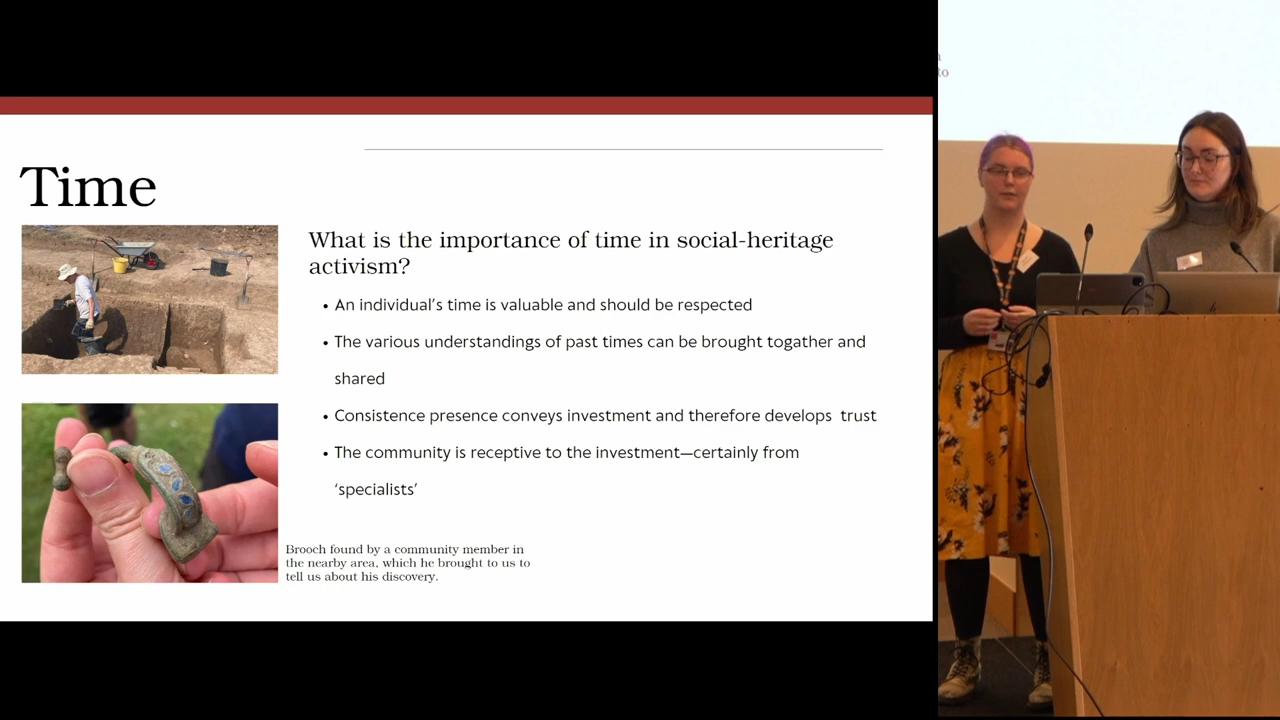 Time
What is the importance of time in social-heritage
activism?
• An individual's time is valuable and should be respected
• The various understandings of past times can be brought togather and
shared
• Consistence presence conveys investment and therefore develops trust
• The community is receptive to the investment—certainly from
‘specialists’
Brooch found by a community member in
the nearby area, which he brought to us to
tell us about his discovery.
to